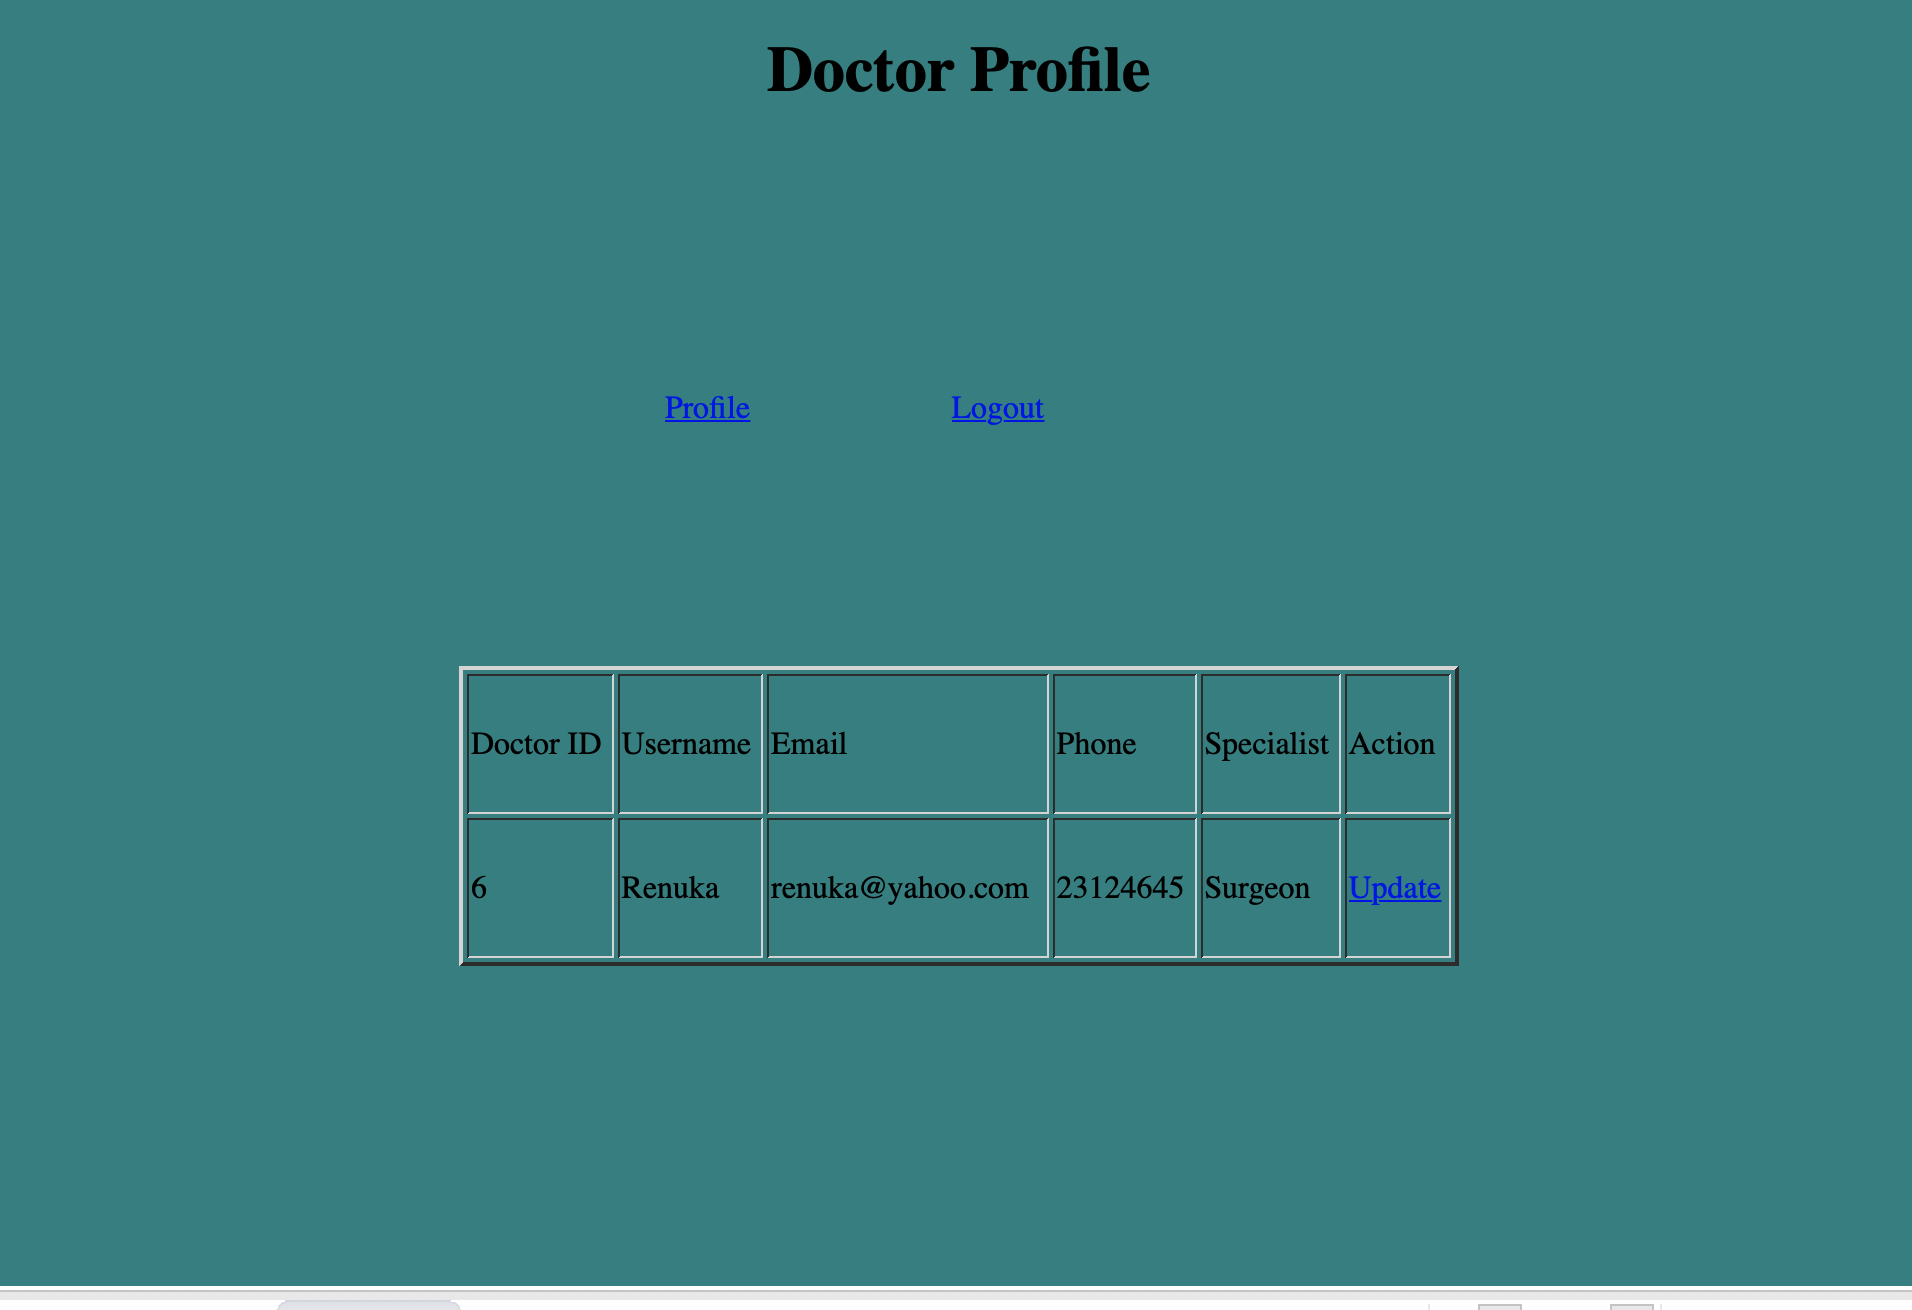 Doctor Profile
Profile Logout
Doctor ID Username Email Phone Specialist Action
6 Renuka renuka@yahoo.com 23124645 Surgeon Update